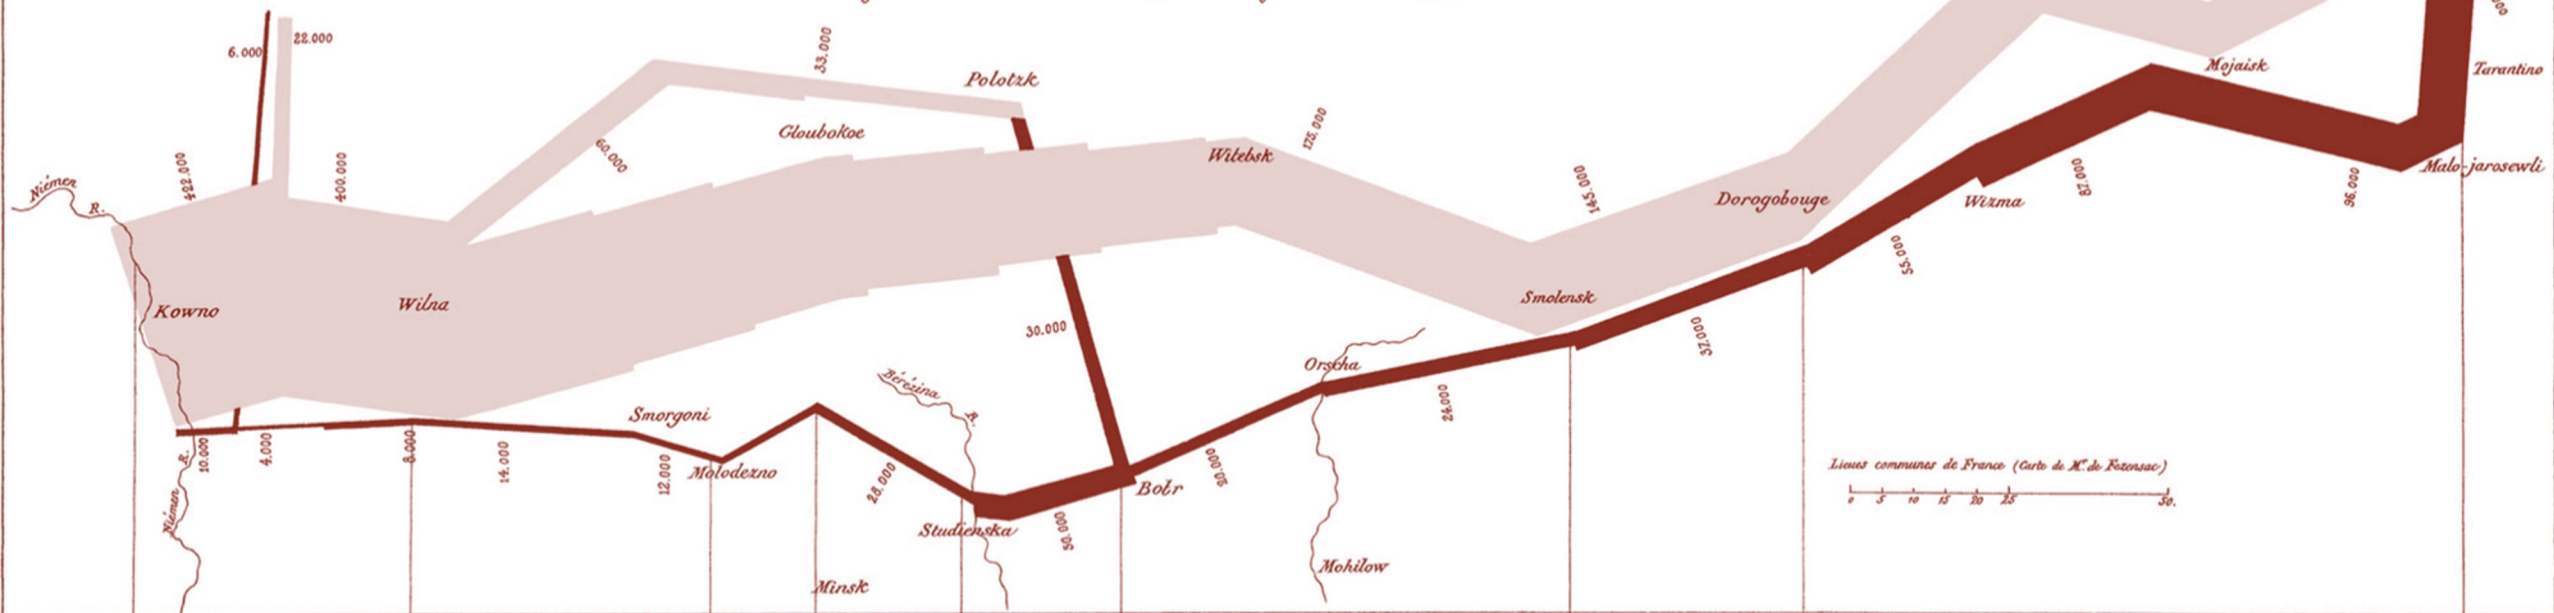 6.000
22.000
33.000
Polotzk
Mojaisk
Tarantino
Gloubokoe
60.000
175.000
Witebsk
422.000
400.000
145.000
Dorogobouge
87.000
96.000
Malo-jarosewli
Niémen
R.
Wizma
55.000
Kowno
Wilna
Smolensk
30.000
37.000
Orscha
Bérézina
R.
24.000
Smorgoni
10.000
4.000
8.000
14.000
12.000
Molodezno
28.000
20.000
Bobr
Lieues communes de France (Carte de M. de Fezensac)
0 5 10 15 20 25 50.
R.
Niémen
Studienska
50.000
Mohilow
Minsk